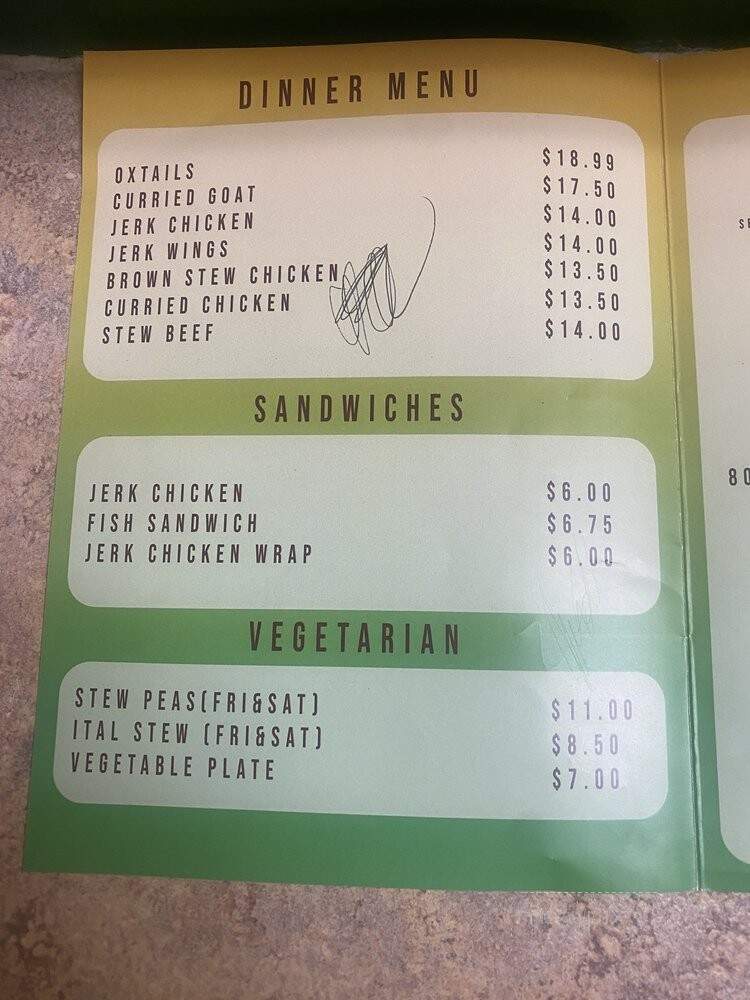 DINNER MENU
OXTAILS $18.99
CURRIED GOAT $17.50
JERK CHICKEN $14.00
JERK WINGS $14.00
BROWN STEW CHICKEN $13.50
CURRIED CHICKEN $13.50
STEW BEEF $14.00
SANDWICHES
JERK CHICKEN $6.00
FISH SANDWICH $6.75
JERK CHICKEN WRAP $6.00
VEGETARIAN
STEW PEAS(FRI&SAT) $11.00
ITAL STEW (FRI&SAT) $8.50
VEGETABLE PLATE $7.00